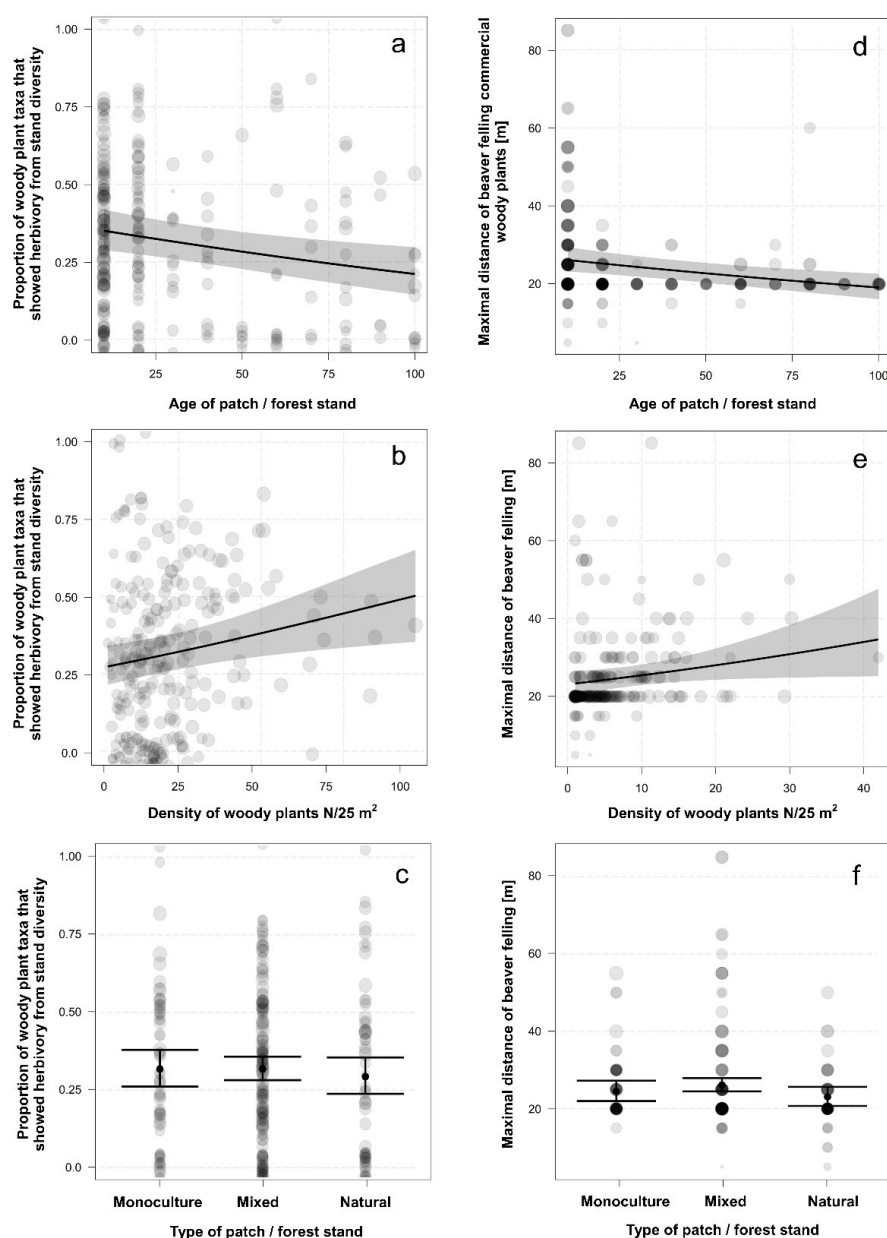 a
Proportion of woody plant taxa that
showed herbivory from stand diversity
1.00
0.75
0.50
0.25
0.0
25
50
75
100
Age of patch / forest stand
d
Maximal distance of beaver felling commercial
woody plants [m]
80
60
40
20
25
50
75
100
Age of patch / forest stand
b
Proportion of woody plant taxa that
showed herbivory from stand diversity
1.00
0.75
0.50
0.25
0.0
0
25
50
75
100
Density of woody plants N/25 m²
e
Maximal distance of beaver felling [m]
80
60
40
20
0
10
20
30
40
Density of woody plants N/25 m²
c
Proportion of woody plant taxa that
showed herbivory from stand diversity
1.00
0.75
0.50
0.25
0.0
Monoculture
Mixed
Natural
Type of patch / forest stand
f
Maximal distance of beaver felling [m]
80
60
40
20
Monoculture
Mixed
Natural
Type of patch / forest stand